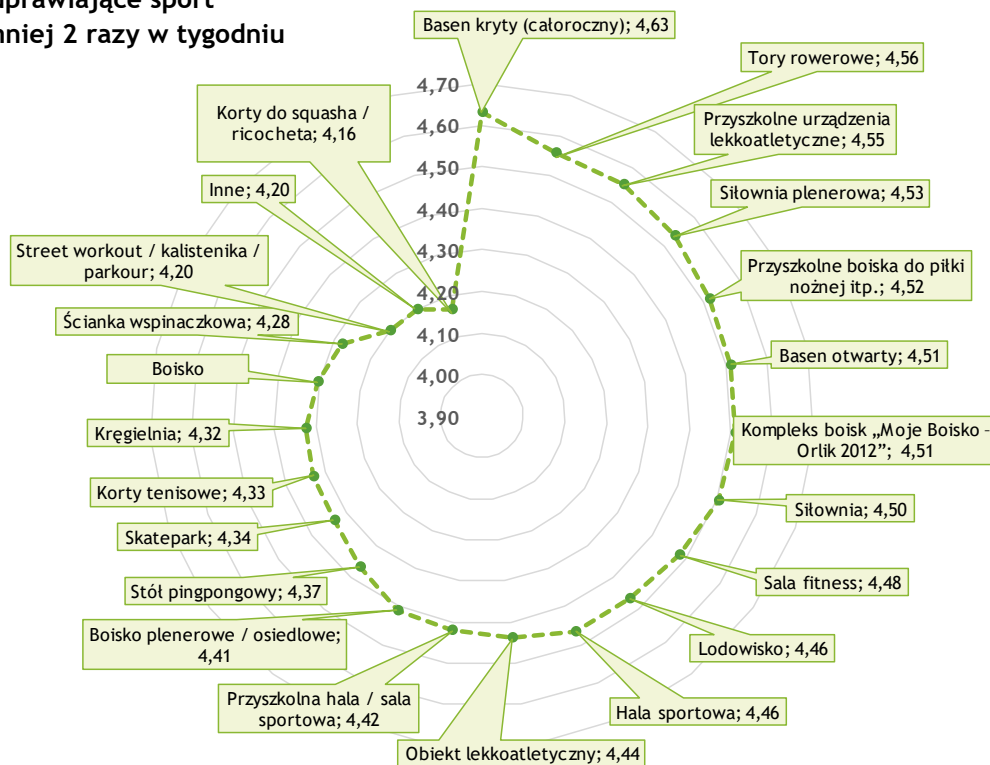 uprawiające sport
mniej 2 razy w tygodniu
Basen kryty (całoroczny); 4,63
Tory rowerowe; 4,56
Przyszkolne urządzenia
lekkoatletyczne; 4,55
Siłownia plenerowa; 4,53
Przyszkolne boiska do piłki
nożnej itp.; 4,52
Basen otwarty; 4,51
Kompleks boisk „Moje Boisko –
Orlik 2012”; 4,51
Siłownia; 4,50
Sala fitness; 4,48
Lodowisko; 4,46
Hala sportowa; 4,46
Obiekt lekkoatletyczny; 4,44
Przyszkolna hala / sala
sportowa; 4,42
Boisko plenerowe / osiedlowe;
4,41
Stół pingpongowy; 4,37
Skatepark; 4,34
Korty tenisowe; 4,33
Kręgielnia; 4,32
Boisko
Ścianka wspinaczkowa; 4,28
Street workout / kalistenika /
parkour; 4,20
Inne; 4,20
Korty do squasha /
ricocheta; 4,16
4,70
4,60
4,50
4,40
4,30
4,20
4,10
4,00
3,90